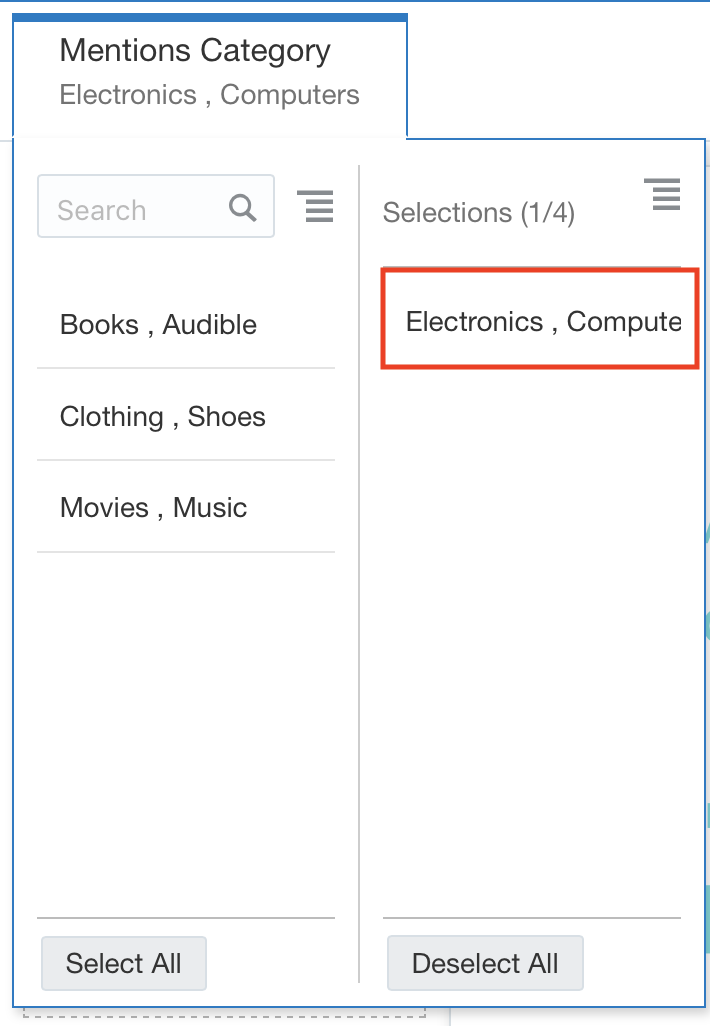 Mentions Category
Electronics , Computers
Search
Selections (1/4)
Books , Audible
Clothing , Shoes
Movies , Music
Electronics , Compute
Select All
Deselect All